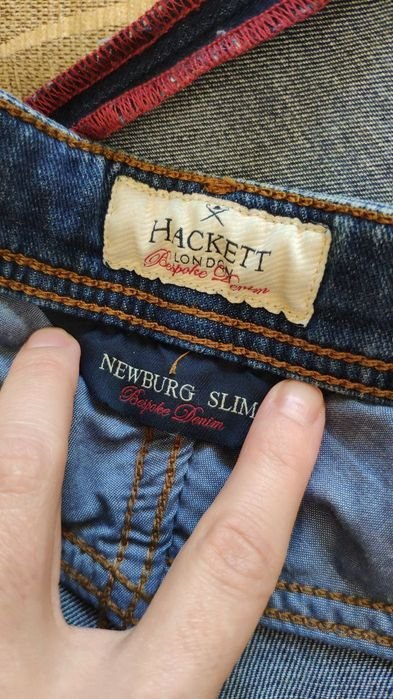 HACKETT
LONDON
Bespoke Denim
NEWBURG SLIM
Bespoke Denim